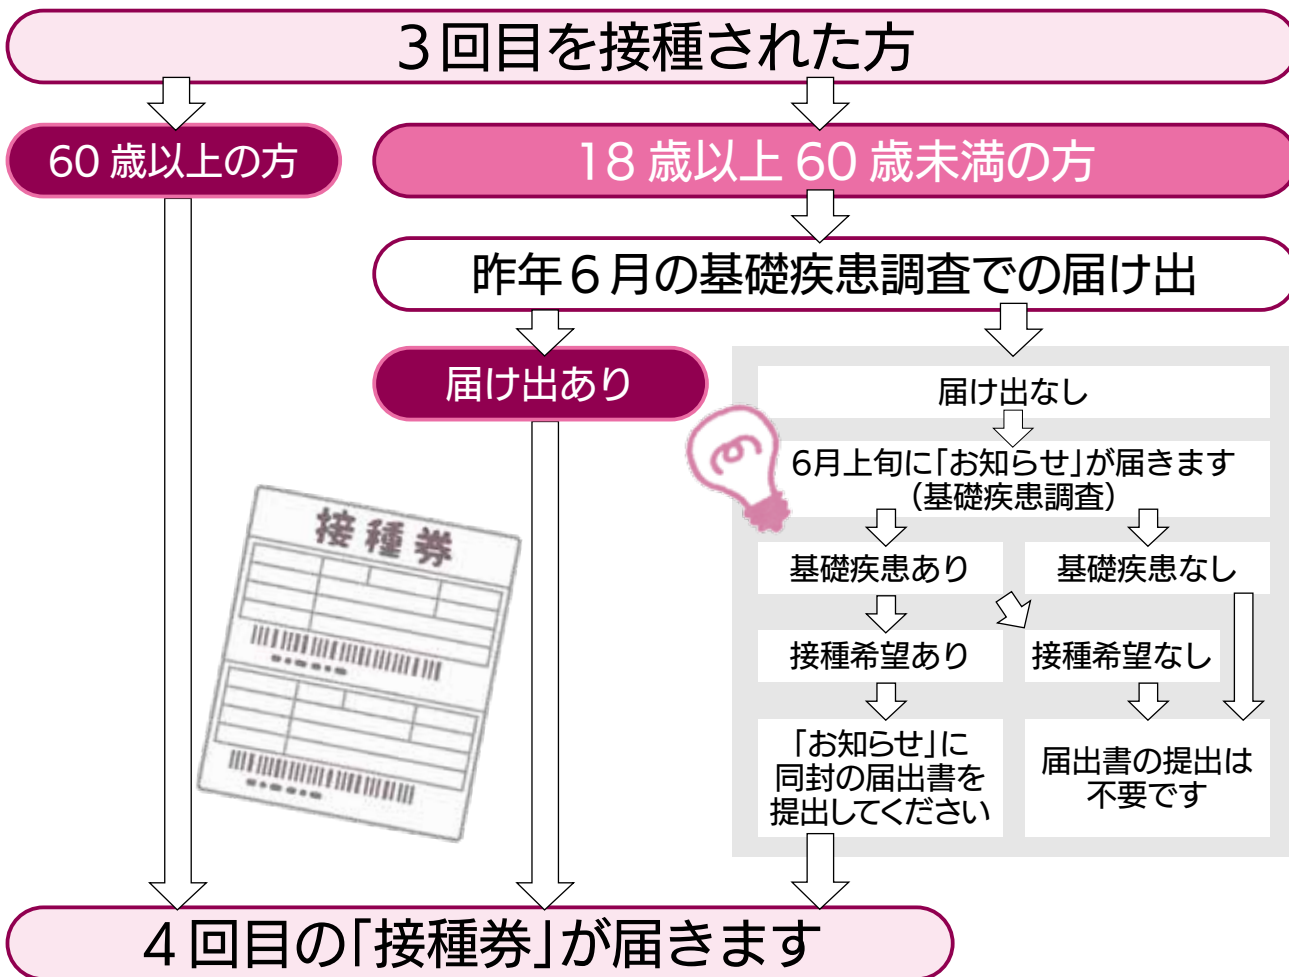 3回目を接種された方
60歳以上の方
18歳以上60歳未満の方
昨年6月の基礎疾患調査での届け出
届け出あり
届け出なし
6月上旬に「お知らせ」が届きます
（基礎疾患調査）
基礎疾患あり
基礎疾患なし
接種希望あり
接種希望なし
「お知らせ」に
同封の届出書を
提出してください
届出書の提出は
不要です
接種券
4回目の「接種券」が届きます